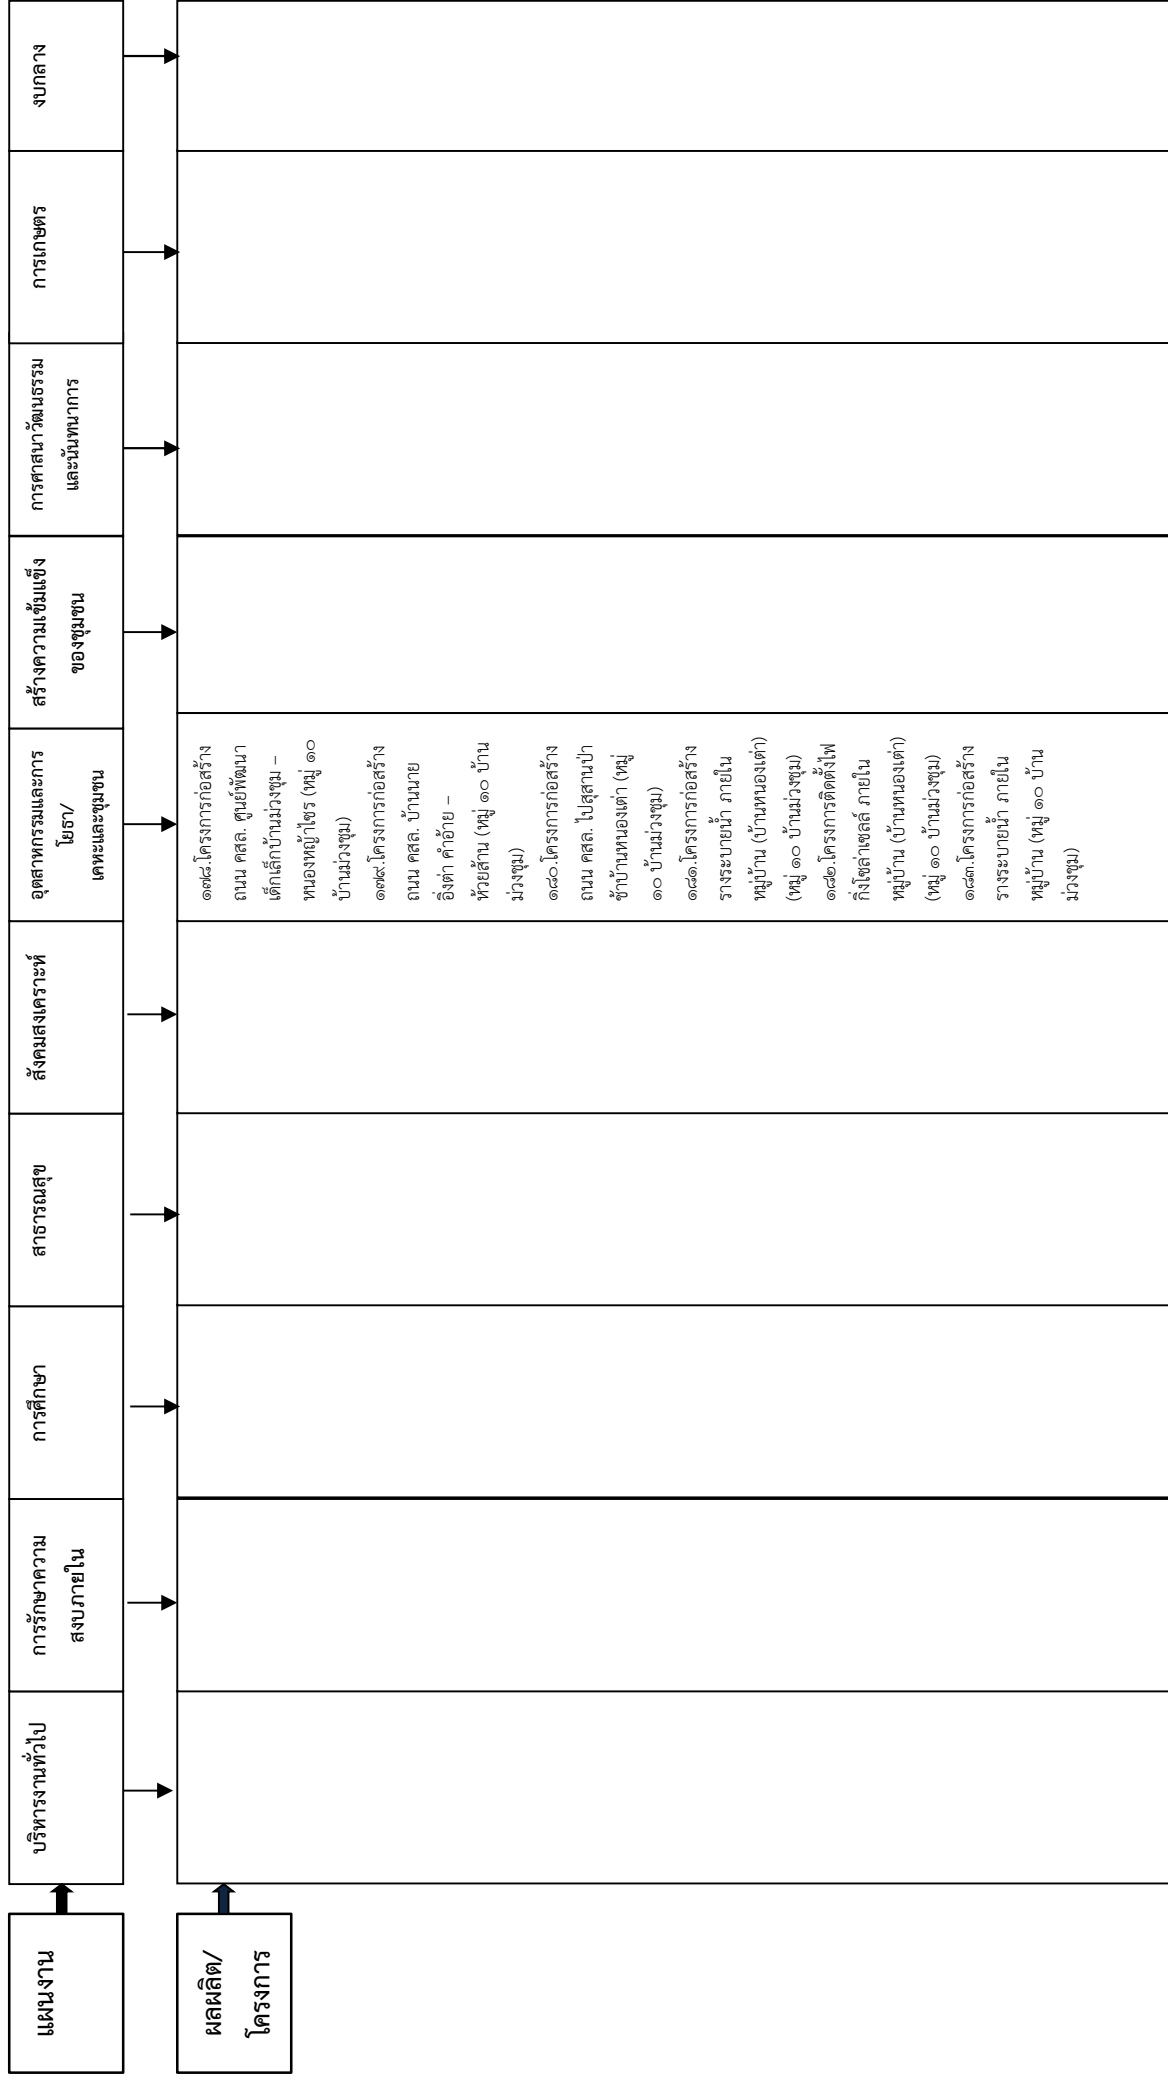 แผนงาน
บริหารงานทั่วไป
การรักษาความ
สงบภายใน
การศึกษา
สาธารณสุข
สังคมสงเคราะห์
อุตสาหกรรมและการ
โยธา/
เคหะและชุมชน
สร้างความเข้มแข็ง
ของชุมชน
การศาสนาวัฒนธรรม
และนันทนาการ
การเกษตร
งบกลาง
ผลผลิต/
โครงการ
๑๗๘.โครงการก่อสร้าง
ถนน คสล. ศูนย์พัฒนา
เด็กเล็กบ้านม่วงชุม –
หนองหญ้าไซร (หมู่ ๑๐
บ้านม่วงชุม)
๑๗๙.โครงการก่อสร้าง
ถนน คสล. บ้านนาย
อิ่งต่ำ คำอ้าย –
ห้วยส้าน (หมู่ ๑๐ บ้าน
ม่วงชุม)
๑๘๐.โครงการก่อสร้าง
ถนน คสล. ไปสุสานป่า
ช้าบ้านหนองเต่า (หมู่
๑๐ บ้านม่วงชุม)
๑๘๑.โครงการก่อสร้าง
รางระบายน้ำ ภายใน
หมู่บ้าน (บ้านหนองเต่า)
(หมู่ ๑๐ บ้านม่วงชุม)
๑๘๒.โครงการติดตั้งไฟ
กิ่งโซล่าเซลล์ ภายใน
หมู่บ้าน (บ้านหนองเต่า)
(หมู่ ๑๐ บ้านม่วงชุม)
๑๘๓.โครงการก่อสร้าง
รางระบายน้ำ ภายใน
หมู่บ้าน (หมู่ ๑๐ บ้าน
ม่วงชุม)